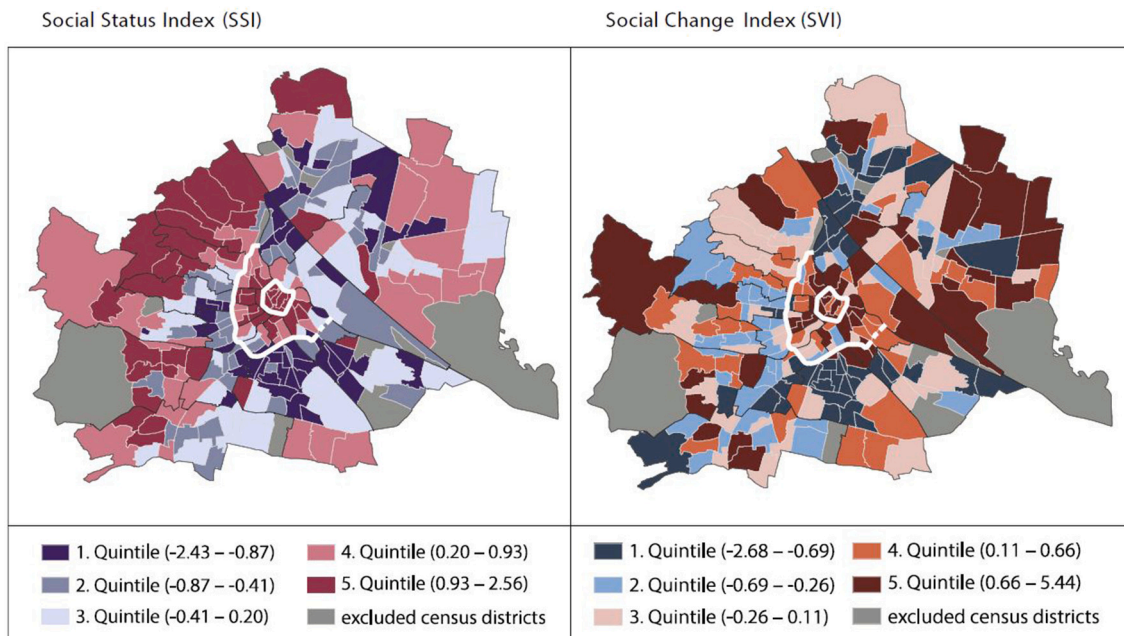 Social Status Index (SSI)
Social Change Index (SVI)
1. Quintile (-2.43 – -0.87)
2. Quintile (-0.87 – -0.41)
3. Quintile (-0.41 – 0.20)
4. Quintile (0.20 – 0.93)
5. Quintile (0.93 – 2.56)
excluded census districts
1. Quintile (-2.68 – -0.69)
2. Quintile (-0.69 – -0.26)
3. Quintile (-0.26 – 0.11)
4. Quintile (0.11 – 0.66)
5. Quintile (0.66 – 5.44)
excluded census districts